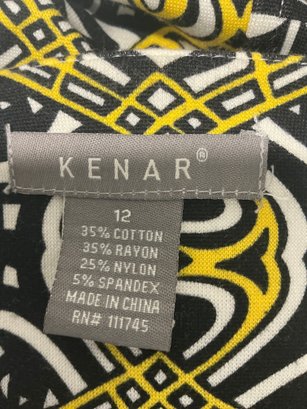 KENAR®
12
35% COTTON
35% RAYON
25% NYLON
5% SPANDEX
MADE IN CHINA
RN# 111745